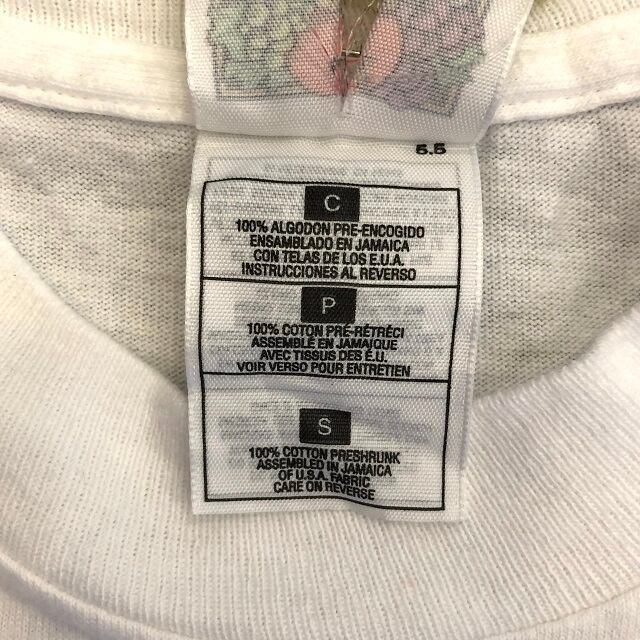 5.5
C
100% ALGODON PRE-ENCOGIDO
ENSAMBLADO EN JAMAICA
CON TELAS DE LOS E.U.A.
INSTRUCCIONES AL REVERSO
P
100% COTON PRÉ-RÉTRÉCI
ASSEMBLÉ EN JAMAÏQUE
AVEC TISSUS DES É.U.
VOIR VERSO POUR ENTRETIEN
S
100% COTTON PRESHRUNK
ASSEMBLED IN JAMAICA
OF U.S.A. FABRIC
CARE ON REVERSE